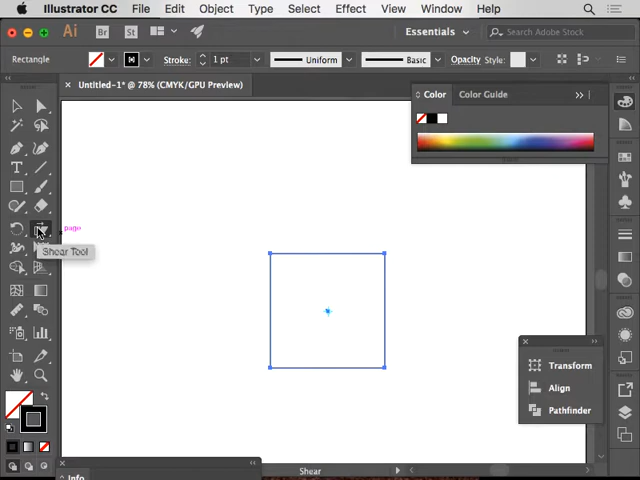 Illustrator CC File Edit Object Type Select Effect View Window Help
Ai Br St Essentials Search Adobe Stock
Rectangle Stroke: 1 pt Uniform Basic Opacity Style:
× Untitled-1* @ 78% (CMYK/GPU Preview)
Color Color Guide
page
Shear Tool
Transform
Align
Pathfinder
Info
Shear